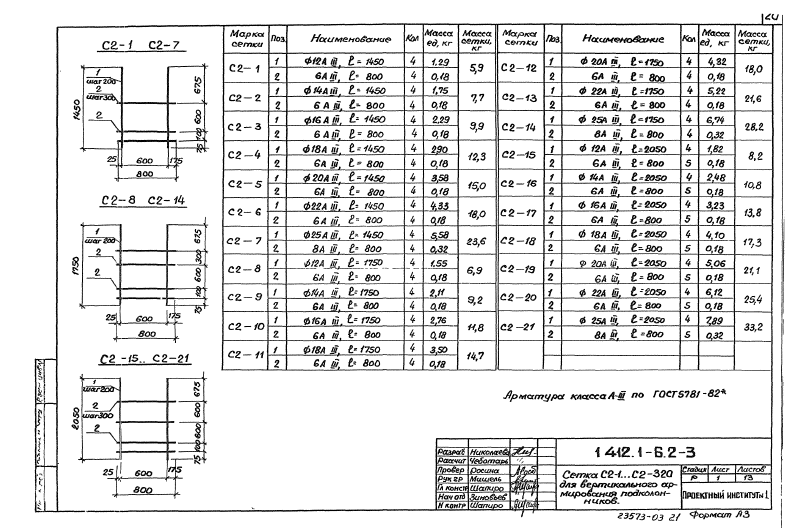 20
С2-1 С2-7
1
шаг 200
2
шаг 300
2
1450
675
600
100
75
25 600 175
800
С2-8 С2-14
1
шаг 200
2
2
1750
675
300
600
100
75
25 600 175
800
С2-15.. С2-21
1
шаг 200
2
шаг 300
2
2050
675
600
600
100
75
25 600 175
800
Марка сетки Поз. Наименование Кол Масса ед, кг Масса сетки, кг
С2-1 1 ф12А III, ℓ = 1450 4 1,29 5,9
2 6А III, ℓ = 800 4 0,18
С2-2 1 ф14А III, ℓ = 1450 4 1,75 7,7
2 6А III, ℓ = 800 4 0,18
С2-3 1 ф16А III, ℓ = 1450 4 2,29 9,9
2 6А III, ℓ = 800 4 0,18
С2-4 1 ф18А III, ℓ = 1450 4 290 12,3
2 6А III, ℓ = 800 4 0,18
С2-5 1 ф20А III, ℓ = 1450 4 3,58 15,0
2 6А III, ℓ = 800 4 0,18
С2-6 1 ф22А III, ℓ = 1450 4 4,33 18,0
2 6А III, ℓ = 800 4 0,18
С2-7 1 ф25А III, ℓ = 1450 4 5,58 23,6
2 8А III, ℓ = 800 4 0,32
С2-8 1 ф12А III, ℓ = 1750 4 1,55 6,9
2 6А III, ℓ = 800 4 0,18
С2-9 1 ф14А III, ℓ = 1750 4 2,11 9,2
2 6А III, ℓ = 800 4 0,18
С2-10 1 ф16А III, ℓ = 1750 4 2,76 11,8
2 6А III, ℓ = 800 4 0,18
С2-11 1 ф18А III, ℓ = 1750 4 3,50 14,7
2 6А III, ℓ = 800 4 0,18
Марка сетки Поз Наименование Кол Масса ед, кг Масса сетки, кг
С2-12 1 ф 20А III, ℓ = 1750 4 4,32 18,0
2 6А III, ℓ = 800 4 0,18
С2-13 1 ф 22А III, ℓ = 1750 4 5,22 21,6
2 6А III, ℓ = 800 4 0,18
С2-14 1 ф 25А III, ℓ = 1750 4 6,74 28,2
2 8А III, ℓ = 800 4 0,32
С2-15 1 ф 12А III, ℓ = 2050 4 1,82 8,2
2 6А III, ℓ = 800 5 0,18
С2-16 1 ф 14А III, ℓ = 2050 4 2,48 10,8
2 6А III, ℓ = 800 5 0,18
С2-17 1 ф 16А III, ℓ = 2050 4 3,23 13,8
2 6А III, ℓ = 800 5 0,18
С2-18 1 ф 18А III, ℓ = 2050 4 4,10 17,3
2 6А III, ℓ = 800 5 0,18
С2-19 1 ф 20А III, ℓ = 2050 4 5,06 21,1
2 6А III, ℓ = 800 5 0,18
С2-20 1 ф 22А III, ℓ = 2050 4 6,12 25,4
2 6А III, ℓ = 800 5 0,18
С2-21 1 ф 25А III, ℓ = 2050 4 7,89 33,2
2 8А III, ℓ = 800 5 0,32
Арматура класса А-III по ГОСТ 5781-82*
Разраб Николаева
Рассчит Чеботарь
Провер Росина
Рук гр Мишель
Гл констр Шапиро
Нач отд Зиновьев
Н контр Шапиро
1 412.1-6.2-3
Сетка С2-1...С2-320
для вертикального ар-
мирования подколон-
ников.
Стадия Лист Листов
Р 1 13
Проектный институт 1
23573-03 21 Формат А3